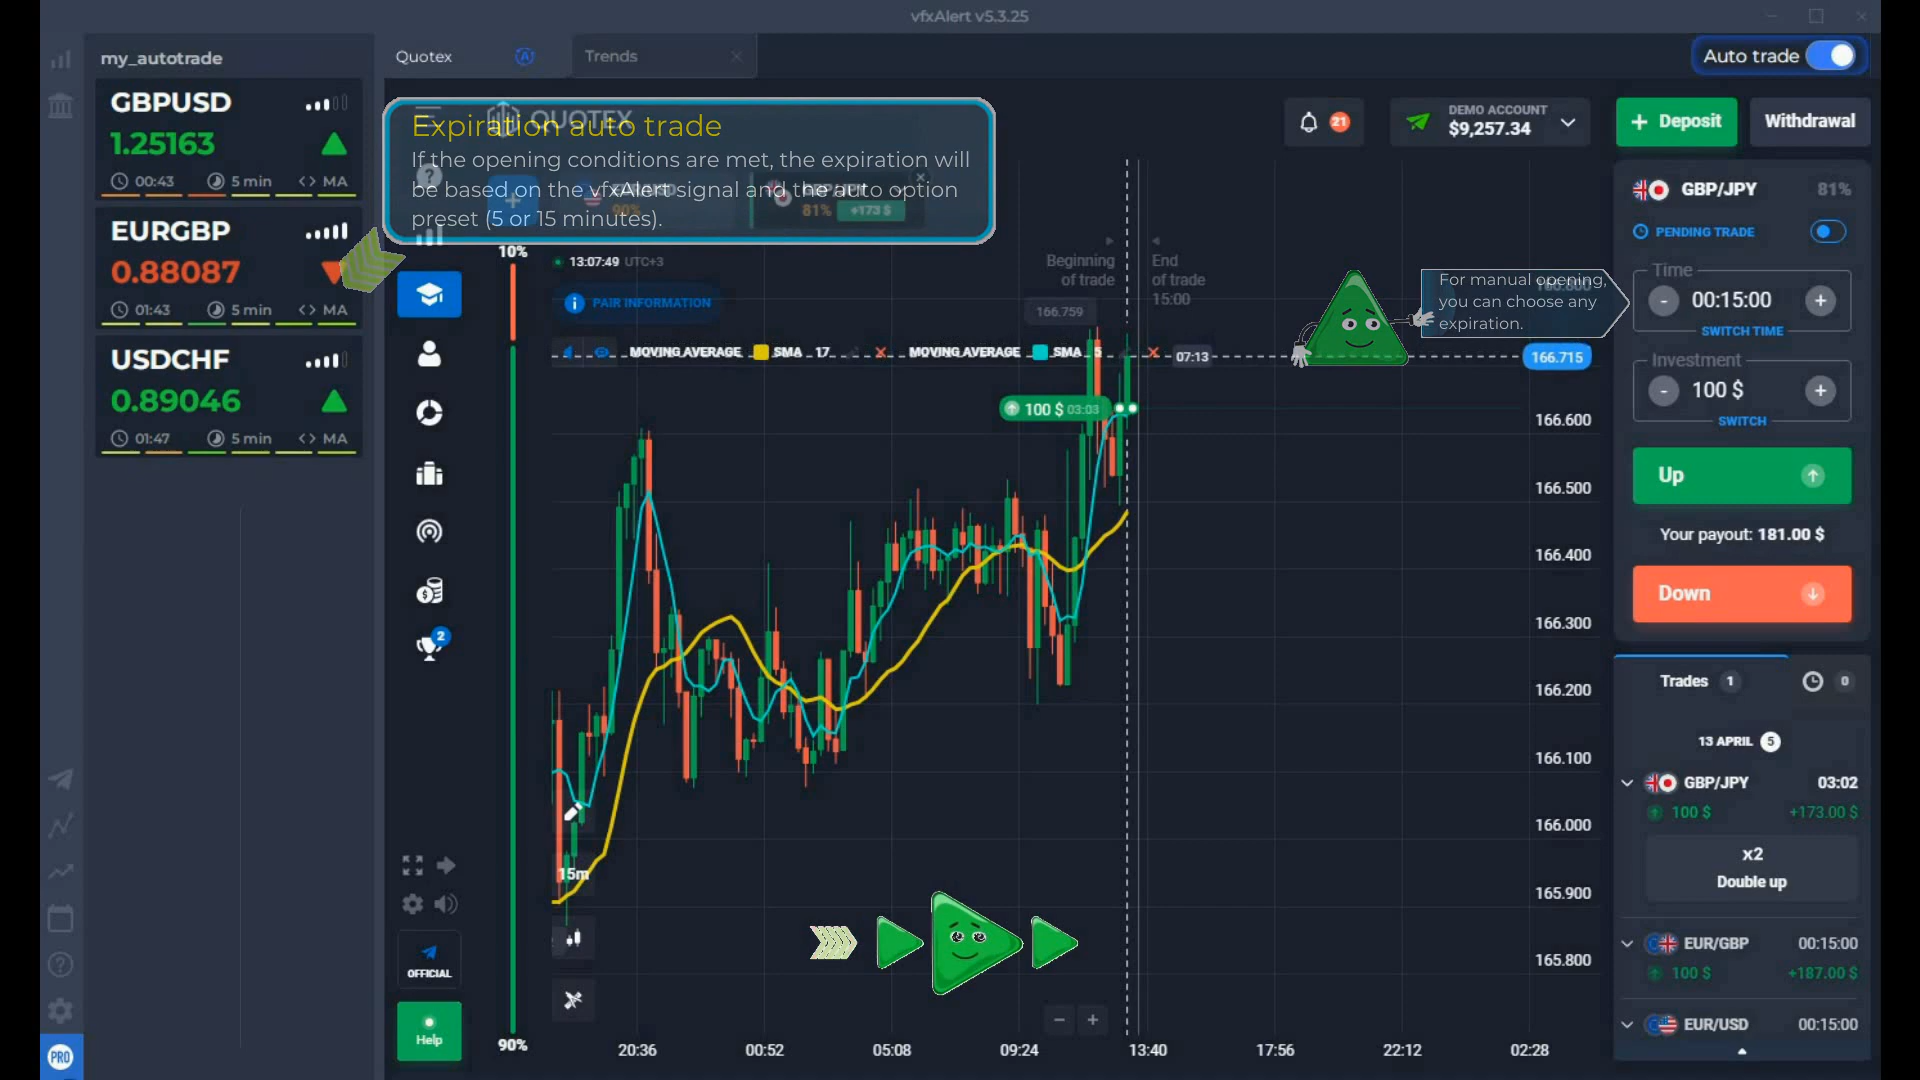 vfxAlert v5.3.25
my_autotrade
Quotex
Trends
Auto trade
GBPUSD
1.25163
00:43
5 min
MA
EURGBP
0.88087
01:43
5 min
MA
USDCHF
0.89046
01:47
5 min
MA
QUOTEX
Expiration auto trade
If the opening conditions are met, the expiration will
be based on the vfxAlert signal and the auto option
preset (5 or 15 minutes).
90%
81%
+173 $
21
DEMO ACCOUNT
$9,257.34
+ Deposit
Withdrawal
10%
13:07:49 UTC+3
PAIR INFORMATION
Beginning
of trade
End
of trade
15:00
166.759
MOVING AVERAGE
SMA 17
MOVING AVERAGE
SMA 5
07:13
166.715
100 $ 03:03
For manual opening,
you can choose any
expiration.
166.600
166.500
166.400
166.300
166.200
166.100
166.000
165.900
165.800
15m
2
OFFICIAL
Help
PRO
90%
20:36
00:52
05:08
09:24
13:40
17:56
22:12
02:28
GBP/JPY
81%
PENDING TRADE
Time
- 00:15:00 +
SWITCH TIME
Investment
- 100 $ +
SWITCH
Up
Your payout: 181.00 $
Down
Trades 1
0
13 APRIL 5
GBP/JPY 03:02
100 $ +173.00 $
x2
Double up
EUR/GBP 00:15:00
100 $ +187.00 $
EUR/USD 00:15:00